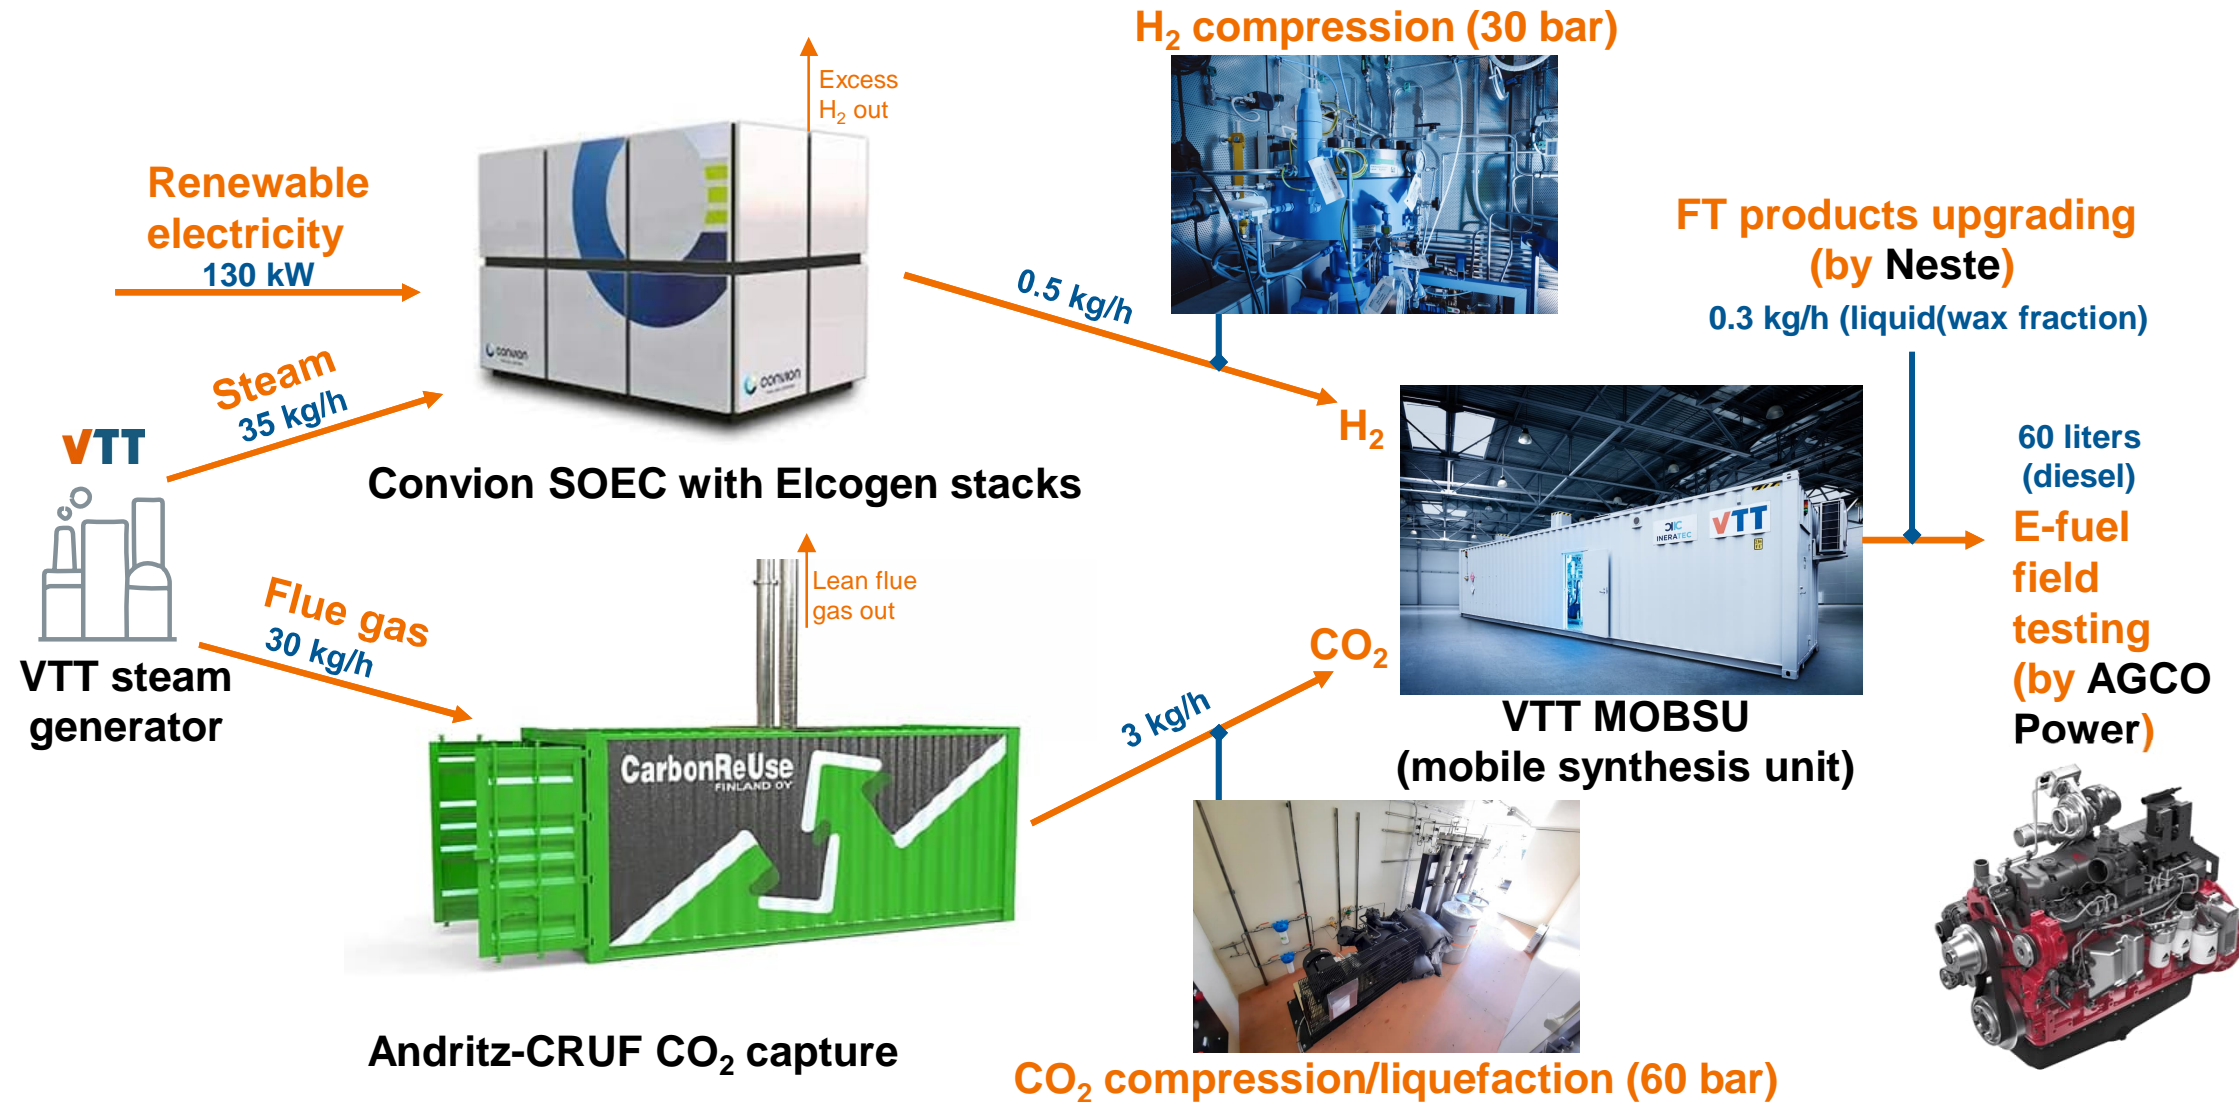 H₂ compression (30 bar)
Excess
H₂ out
Renewable
electricity
130 kW
Steam
35 kg/h
convion
convion
VTT
Convion SOEC with Elcogen stacks
0.5 kg/h
H₂
FT products upgrading
(by Neste)
0.3 kg/h (liquid(wax fraction)
60 liters
(diesel)
E-fuel
field
testing
(by AGCO
Power)
INERATEC
VTT
VTT MOBSU
(mobile synthesis unit)
Flue gas
30 kg/h
VTT steam
generator
Lean flue
gas out
CO₂
3 kg/h
CarbonReUse
FINLAND OY
Andritz-CRUF CO₂ capture
CO₂ compression/liquefaction (60 bar)